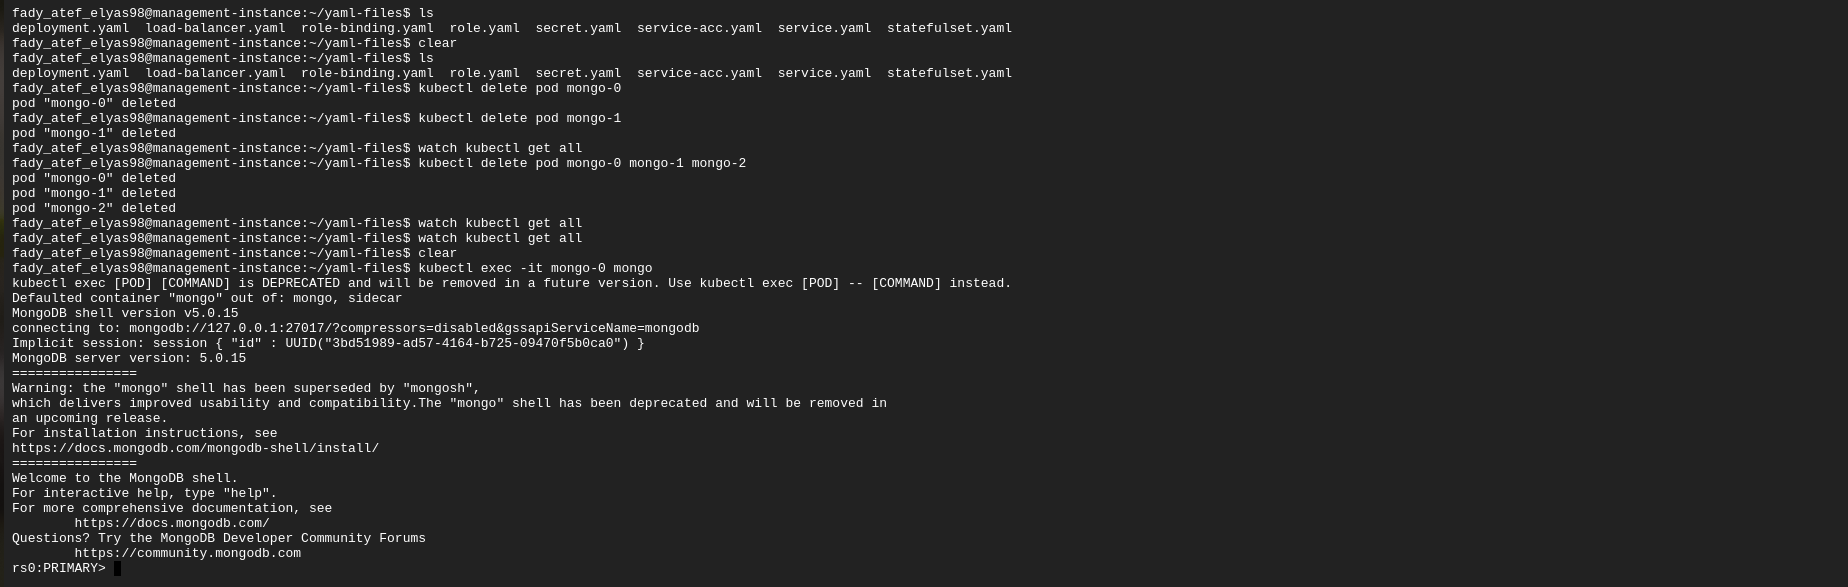 fady_atef_elyas98@management-instance:~/yaml-files$ ls
deployment.yaml  load-balancer.yaml  role-binding.yaml  role.yaml  secret.yaml  service-acc.yaml  service.yaml  statefulset.yaml
fady_atef_elyas98@management-instance:~/yaml-files$ clear
fady_atef_elyas98@management-instance:~/yaml-files$ ls
deployment.yaml  load-balancer.yaml  role-binding.yaml  role.yaml  secret.yaml  service-acc.yaml  service.yaml  statefulset.yaml
fady_atef_elyas98@management-instance:~/yaml-files$ kubectl delete pod mongo-0
pod "mongo-0" deleted
fady_atef_elyas98@management-instance:~/yaml-files$ kubectl delete pod mongo-1
pod "mongo-1" deleted
fady_atef_elyas98@management-instance:~/yaml-files$ watch kubectl get all
fady_atef_elyas98@management-instance:~/yaml-files$ kubectl delete pod mongo-0 mongo-1 mongo-2
pod "mongo-0" deleted
pod "mongo-1" deleted
pod "mongo-2" deleted
fady_atef_elyas98@management-instance:~/yaml-files$ watch kubectl get all
fady_atef_elyas98@management-instance:~/yaml-files$ watch kubectl get all
fady_atef_elyas98@management-instance:~/yaml-files$ clear
fady_atef_elyas98@management-instance:~/yaml-files$ kubectl exec -it mongo-0 mongo
kubectl exec [POD] [COMMAND] is DEPRECATED and will be removed in a future version. Use kubectl exec [POD] -- [COMMAND] instead.
Defaulted container "mongo" out of: mongo, sidecar
MongoDB shell version v5.0.15
connecting to: mongodb://127.0.0.1:27017/?compressors=disabled&gssapiServiceName=mongodb
Implicit session: session { "id" : UUID("3bd51989-ad57-4164-b725-09470f5b0ca0") }
MongoDB server version: 5.0.15
================
Warning: the "mongo" shell has been superseded by "mongosh",
which delivers improved usability and compatibility.The "mongo" shell has been deprecated and will be removed in
an upcoming release.
For installation instructions, see
https://docs.mongodb.com/mongodb-shell/install/
================
Welcome to the MongoDB shell.
For interactive help, type "help".
For more comprehensive documentation, see
        https://docs.mongodb.com/
Questions? Try the MongoDB Developer Community Forums
        https://community.mongodb.com
rs0:PRIMARY>